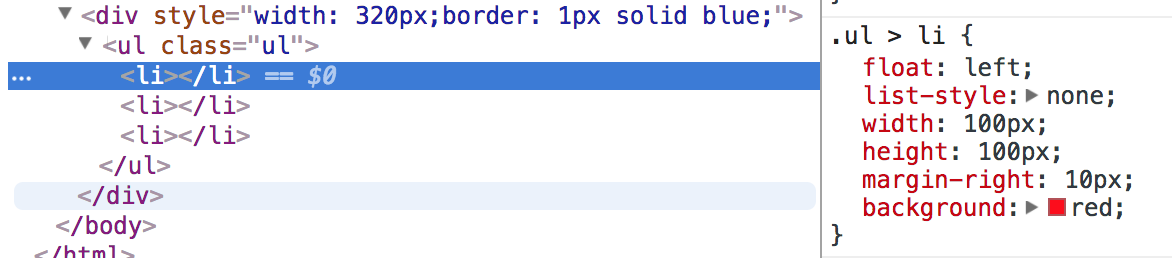 ▼<div style="width: 320px;border: 1px solid blue;">
▼<ul class="ul">
… <li></li> == $0
<li></li>
<li></li>
</ul>
</div>
</body>
</html>
.ul > li {
float: left;
list-style:▶ none;
width: 100px;
height: 100px;
margin-right: 10px;
background:▶ red;
}